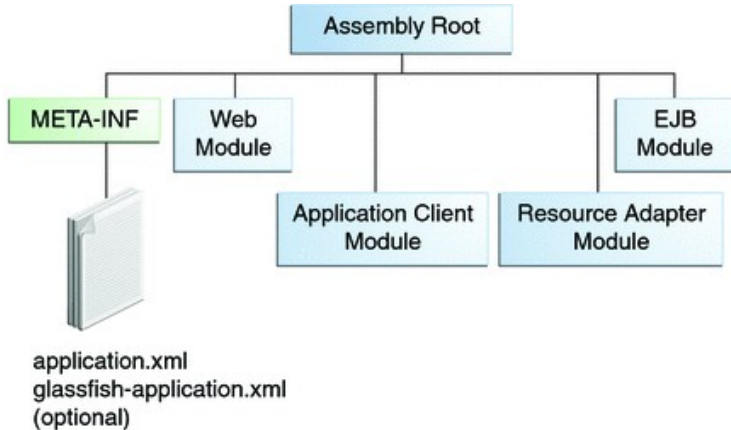 Assembly Root
META-INF
Web
Module
EJB
Module
Application Client
Module
Resource Adapter
Module
application.xml
glassfish-application.xml
(optional)